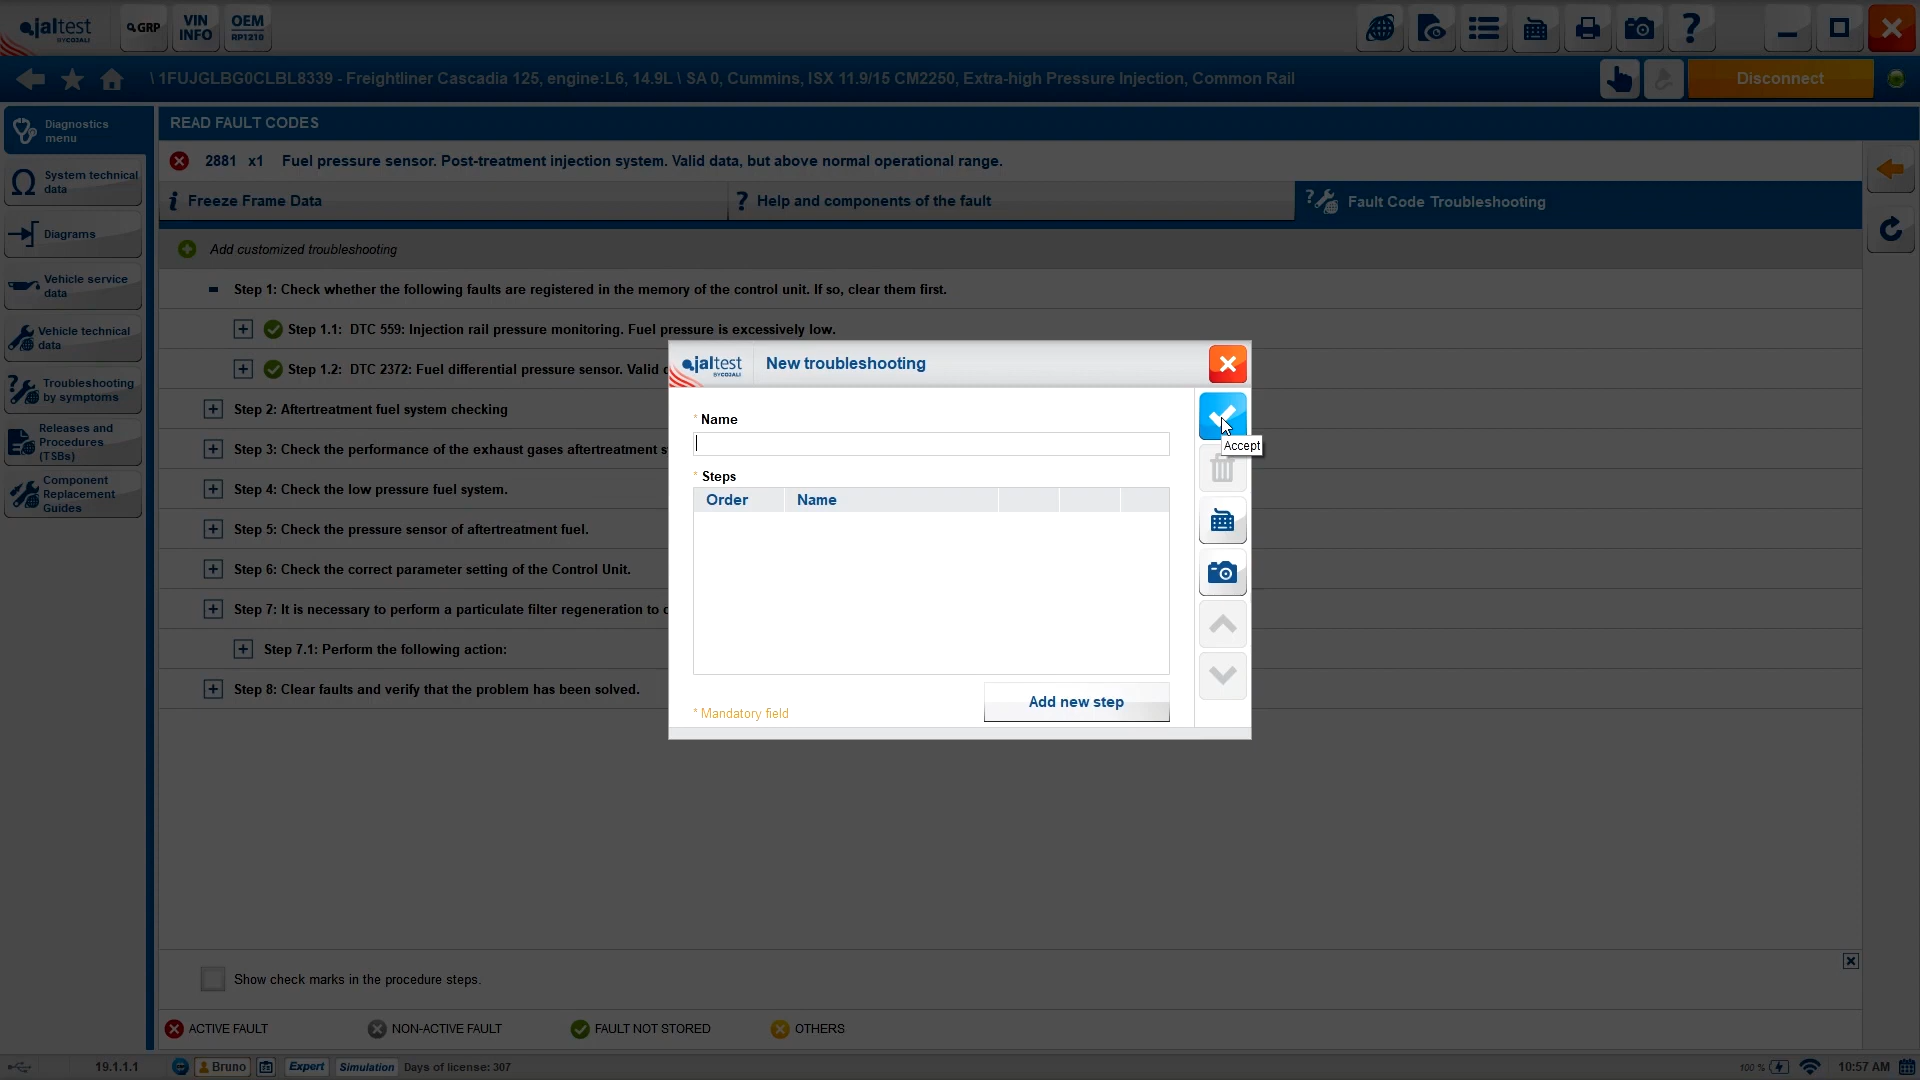 jaltest
BY COJALI
GRP
VIN
INFO
OEM
RP1210
?
\ 1FUJGLBG0CLBL8339 - Freightliner Cascadia 125, engine:L6, 14.9L \ SA 0, Cummins, ISX 11.9/15 CM2250, Extra-high Pressure Injection, Common Rail
Disconnect
Diagnostics
menu
System technical
data
Diagrams
Vehicle service
data
Vehicle technical
data
Troubleshooting
by symptoms
Releases and
Procedures
(TSBs)
Component
Replacement
Guides
READ FAULT CODES
2881 x1 Fuel pressure sensor. Post-treatment injection system. Valid data, but above normal operational range.
Freeze Frame Data
? Help and components of the fault
Fault Code Troubleshooting
Add customized troubleshooting
Step 1: Check whether the following faults are registered in the memory of the control unit. If so, clear them first.
Step 1.1: DTC 559: Injection rail pressure monitoring. Fuel pressure is excessively low.
Step 1.2: DTC 2372: Fuel differential pressure sensor. Valid
Step 2: Aftertreatment fuel system checking
Step 3: Check the performance of the exhaust gases aftertreatment
Step 4: Check the low pressure fuel system.
Step 5: Check the pressure sensor of aftertreatment fuel.
Step 6: Check the correct parameter setting of the Control Unit.
Step 7: It is necessary to perform a particulate filter regeneration to
Step 7.1: Perform the following action:
Step 8: Clear faults and verify that the problem has been solved.
jaltest
BY COJALI
New troubleshooting
* Name
* Steps
Order Name
* Mandatory field
Add new step
Accept
Show check marks in the procedure steps.
ACTIVE FAULT
NON-ACTIVE FAULT
FAULT NOT STORED
OTHERS
19.1.1.1
Bruno
Expert
Simulation
Days of license: 307
100 %
10:57 AM